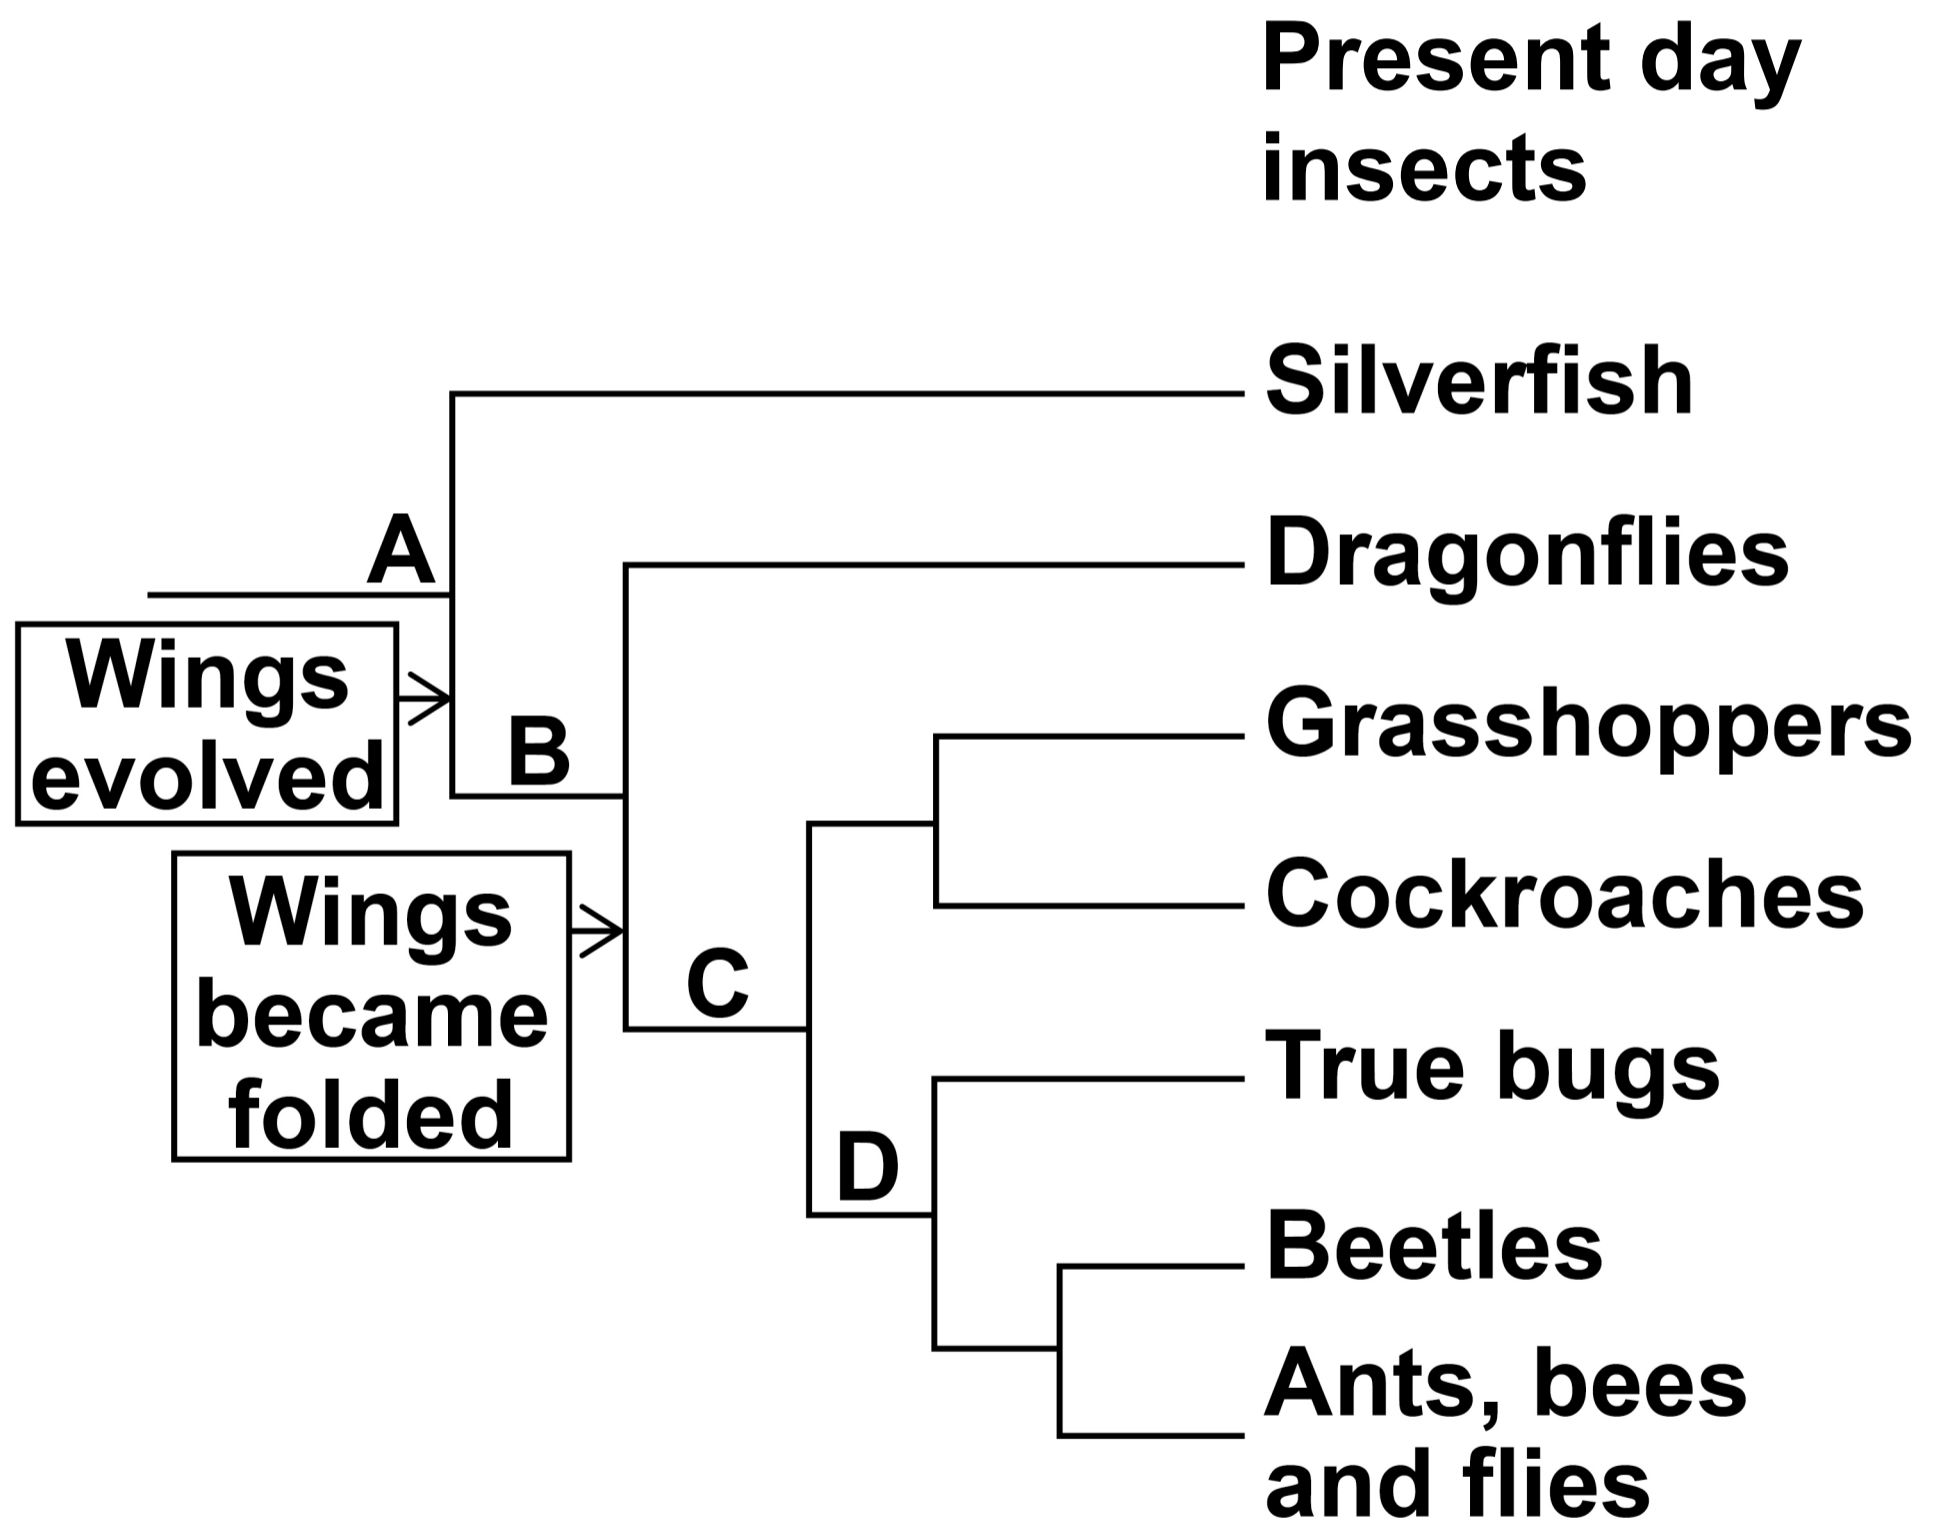 Present day
insects
Silverfish
A
Dragonflies
Wings
evolved
B
Grasshoppers
Wings
became
folded
Cockroaches
C
True bugs
D
Beetles
Ants, bees
and flies